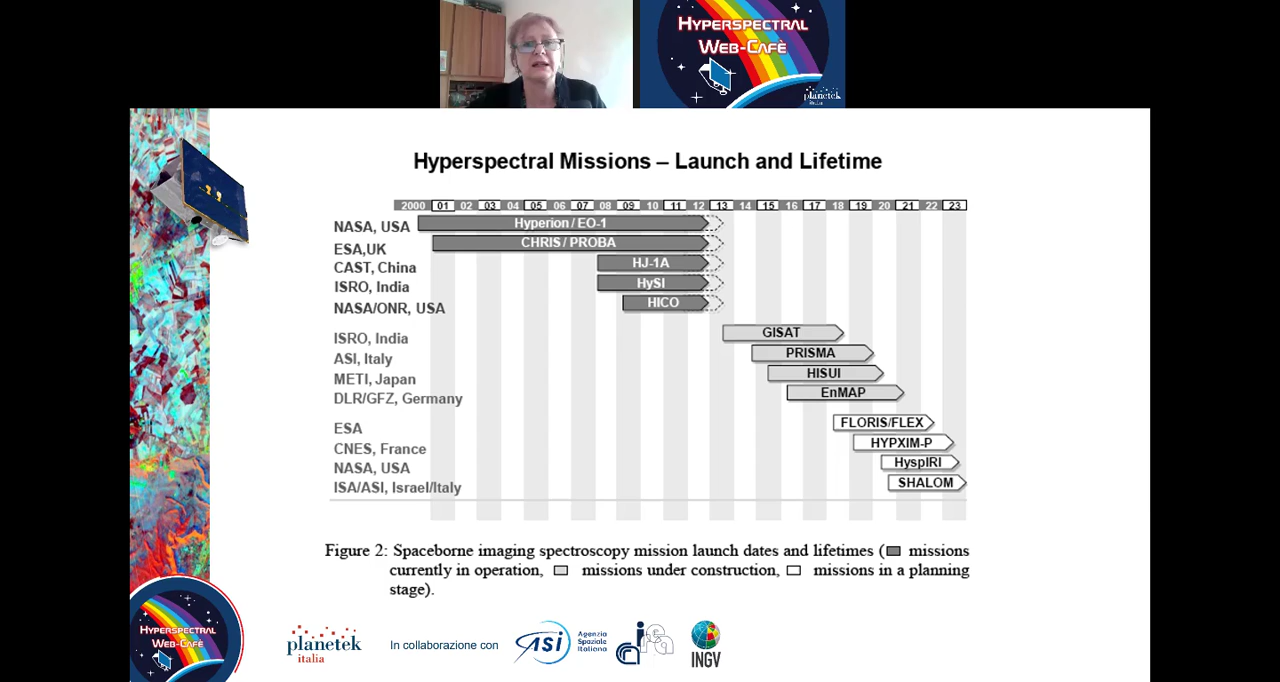 HYPERSPECTRAL
WEB-CAFÈ
planetek
italia
Hyperspectral Missions – Launch and Lifetime
2000 01 02 03 04 05 06 07 08 09 10 11 12 13 14 15 16 17 18 19 20 21 22 23
NASA, USA Hyperion / EO-1
ESA,UK CHRIS / PROBA
CAST, China HJ-1A
ISRO, India HySI
NASA/ONR, USA HICO
ISRO, India GISAT
ASI, Italy PRISMA
METI, Japan HISUI
DLR/GFZ, Germany EnMAP
ESA FLORIS/FLEX
CNES, France HYPXIM-P
NASA, USA HyspIRI
ISA/ASI, Israel/Italy SHALOM
Figure 2: Spaceborne imaging spectroscopy mission launch dates and lifetimes ( missions
currently in operation, missions under construction, missions in a planning
stage).
HYPERSPECTRAL
WEB-CAFÈ
planetek
italia
In collaborazione con
ASI
Agenzia
Spaziale
Italiana
INGV